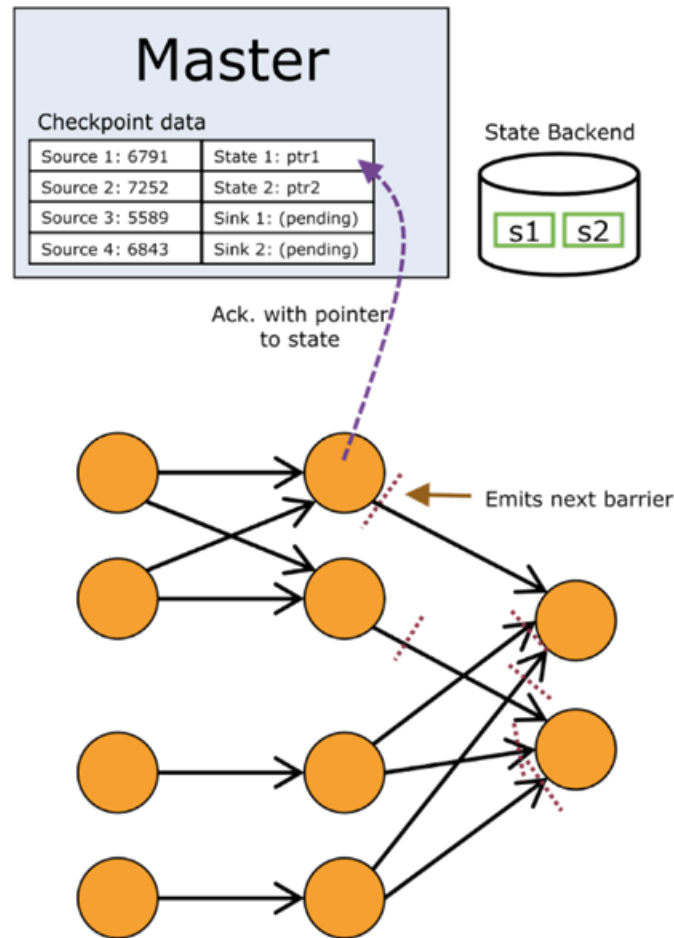 Master
Checkpoint data
Source 1: 6791 State 1: ptr1
Source 2: 7252 State 2: ptr2
Source 3: 5589 Sink 1: (pending)
Source 4: 6843 Sink 2: (pending)
State Backend
s1 s2
Ack. with pointer
to state
Emits next barrier